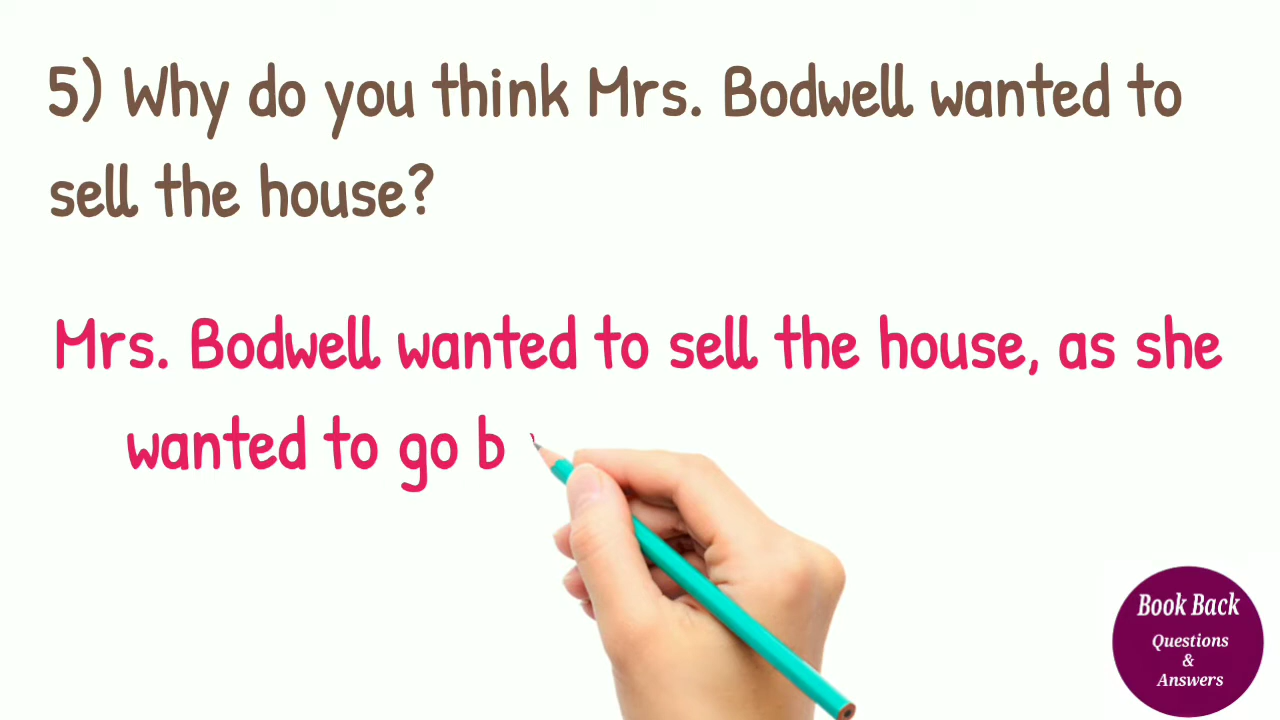 5) Why do you think Mrs. Bodwell wanted to
sell the house?
Mrs. Bodwell wanted to sell the house, as she
wanted to go b
Book Back
Questions
&
Answers